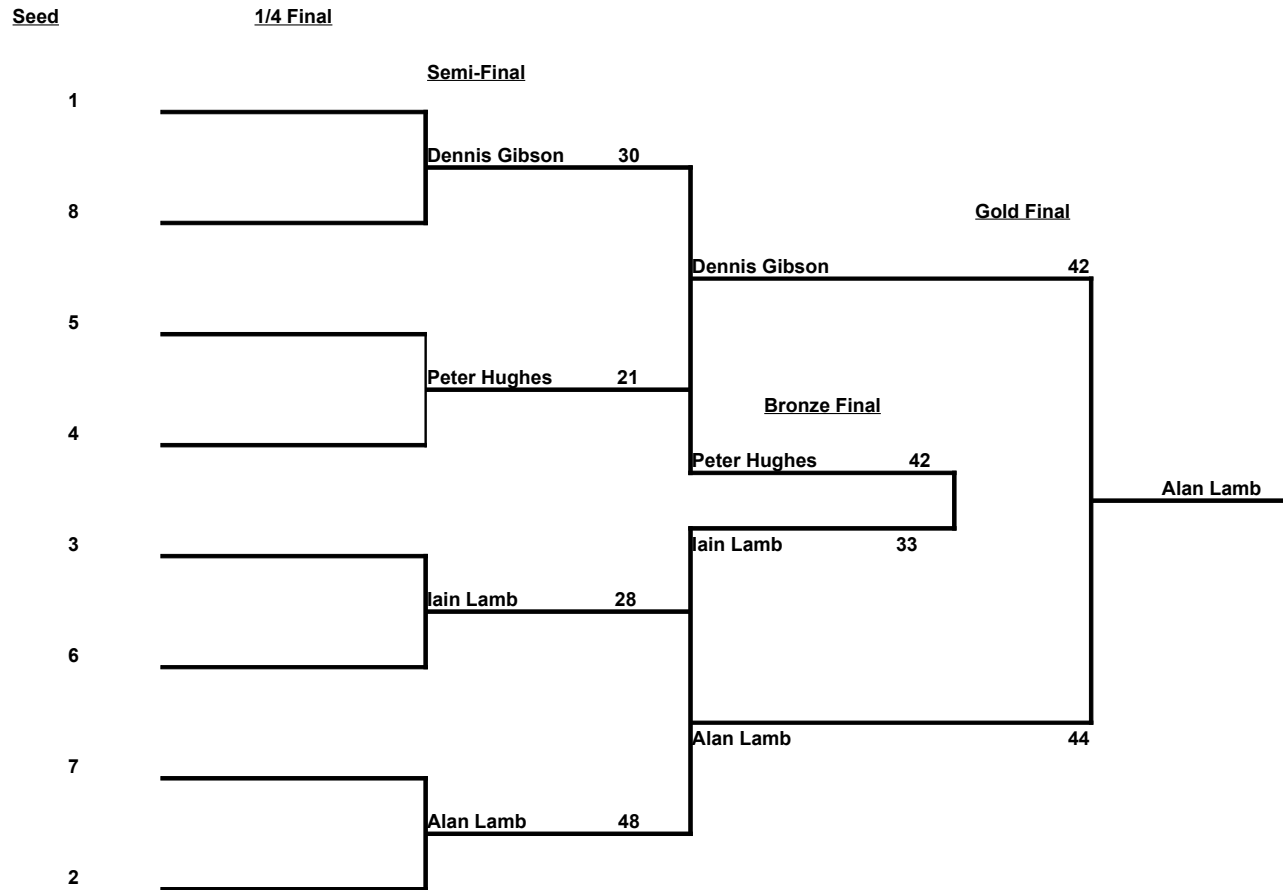 Seed 1/4 Final
Semi-Final
1
Dennis Gibson 30
8 Gold Final
Dennis Gibson 42
5
Peter Hughes 21
Bronze Final
4
Peter Hughes 42
Alan Lamb
3 Iain Lamb 33
Iain Lamb 28
6
Alan Lamb 44
7
Alan Lamb 48
2